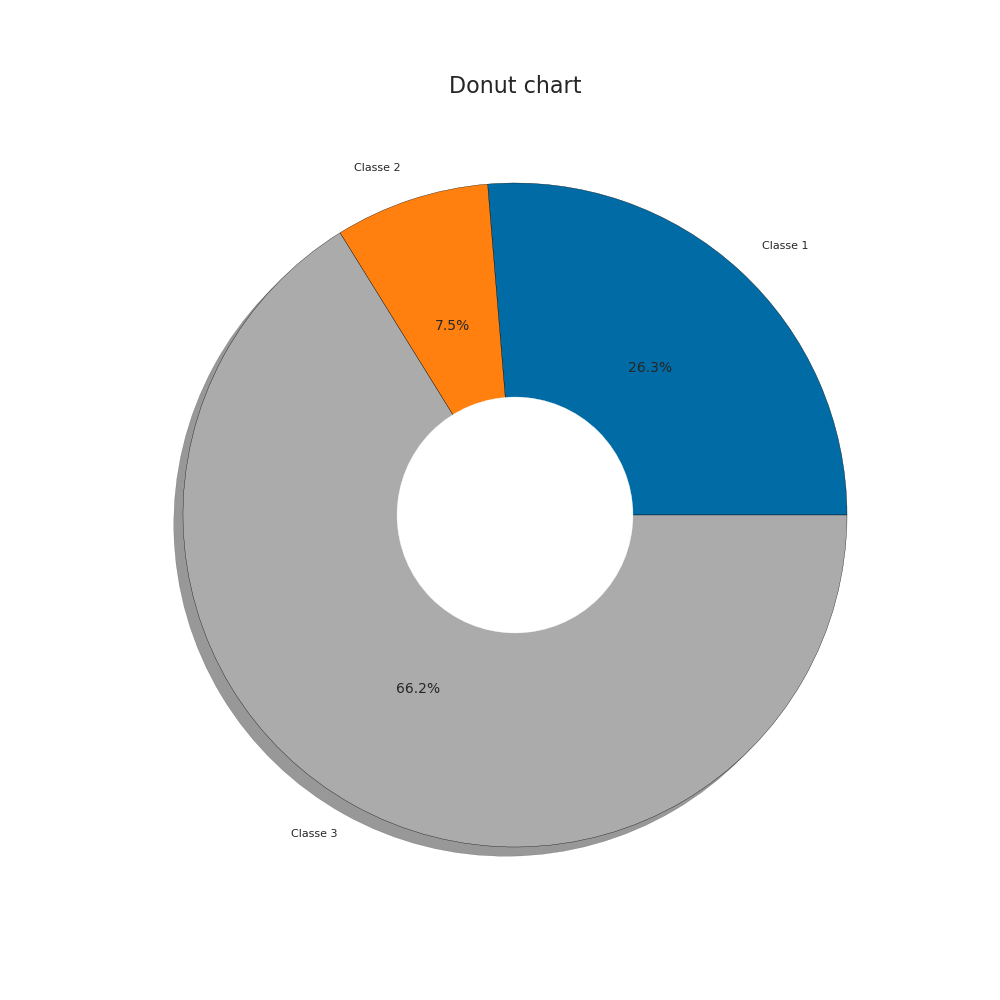 Donut chart
Classe 2
Classe 1
7.5%
26.3%
66.2%
Classe 3